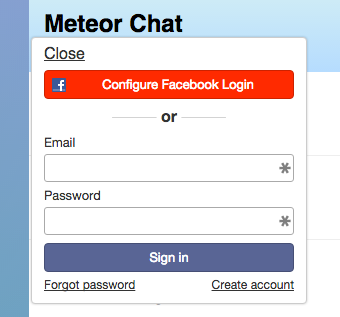 Meteor Chat
Close
Configure Facebook Login
or
Email
Password
Sign in
Forgot password Create account